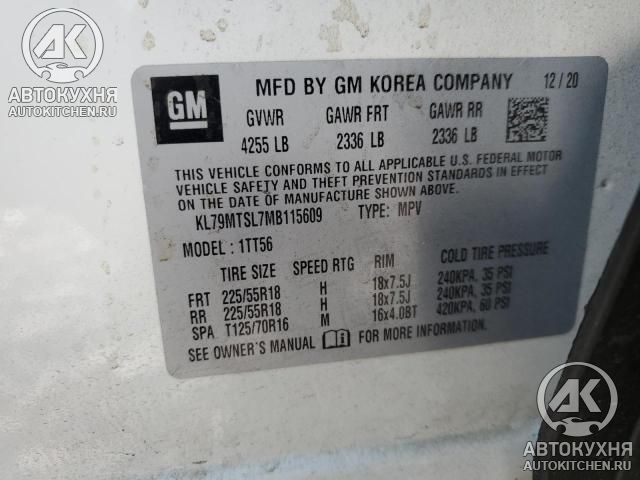 AK
АВТОКУХНЯ
AUTOKITCHEN.RU
GM
MFD BY GM KOREA COMPANY 12/20
GVWR GAWR FRT GAWR RR
4255 LB 2336 LB 2336 LB
THIS VEHICLE CONFORMS TO ALL APPLICABLE U.S. FEDERAL MOTOR
VEHICLE SAFETY AND THEFT PREVENTION STANDARDS IN EFFECT ON THE
DATE OF MANUFACTURE SHOWN ABOVE.
KL79MTSL7MB115609 TYPE: MPV
MODEL: 1TT56
TIRE SIZE SPEED RTG RIM COLD TIRE PRESSURE
FRT 225/55R18 H 18x7.5J 240KPA, 35 PSI
RR 225/55R18 H 18x7.5J 240KPA, 35 PSI
SPA T125/70R16 M 16x4.0BT 420KPA, 60 PSI
SEE OWNER'S MANUAL FOR MORE INFORMATION.
AK
АВТОКУХНЯ
AUTOKITCHEN.RU